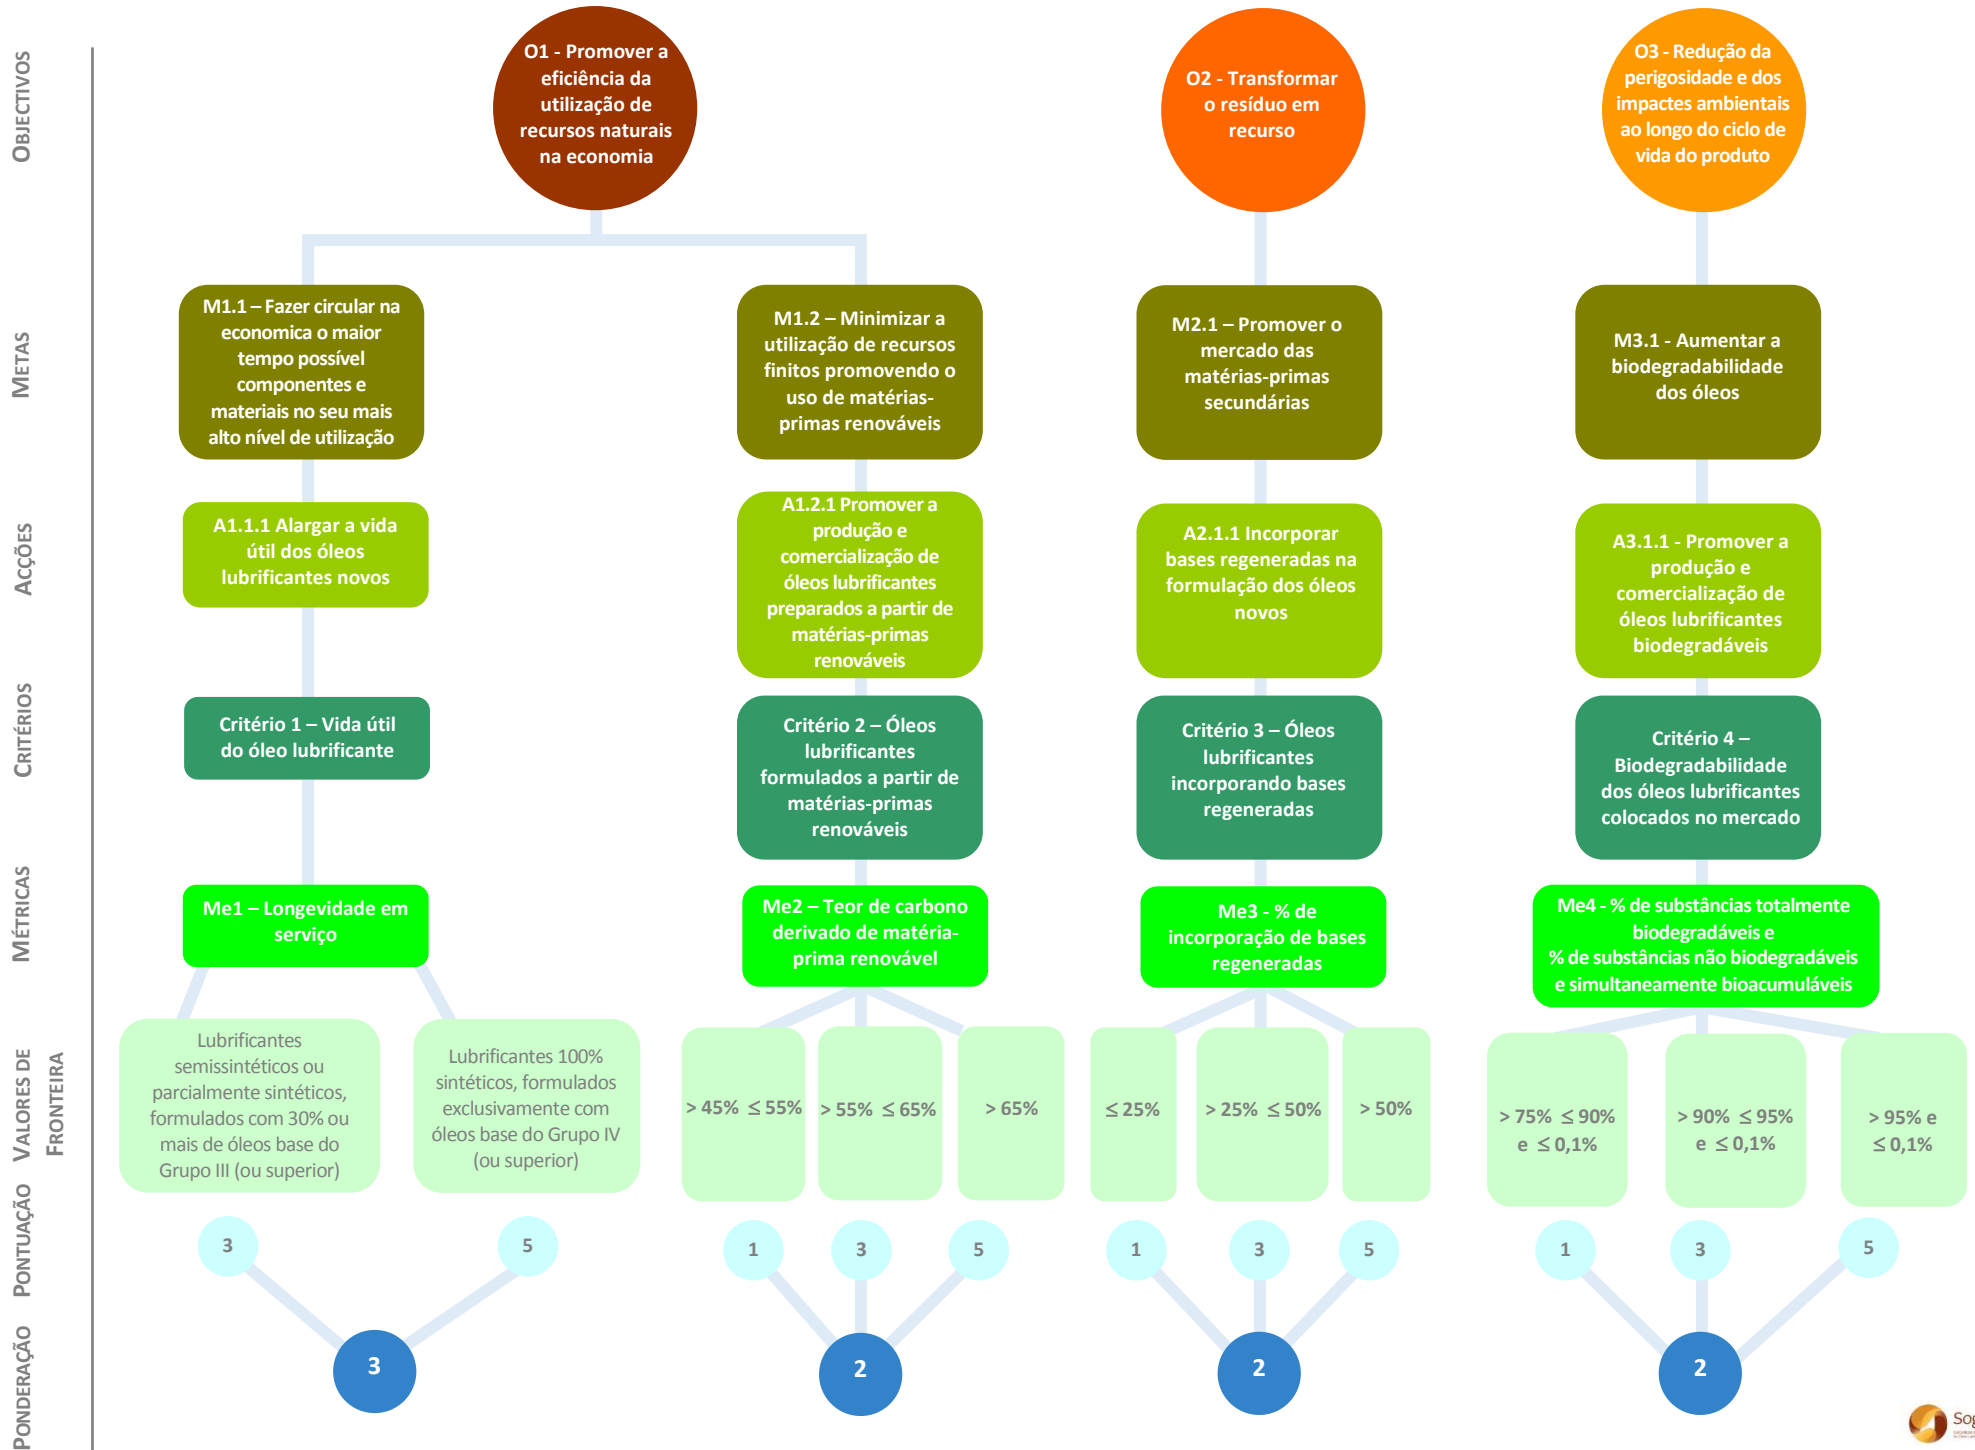 OBJECTIVOS
O1 - Promover a
eficiência da
utilização de
recursos naturais
na economia
O2 - Transformar
o resíduo em
recurso
O3 - Redução da
perigosidade e dos
impactes ambientais
ao longo do ciclo de
vida do produto
METAS
M1.1 – Fazer circular na
economica o maior
tempo possível
componentes e
materiais no seu mais
alto nível de utilização
M1.2 – Minimizar a
utilização de recursos
finitos promovendo o
uso de matérias-
primas renováveis
M2.1 – Promover o
mercado das
matérias-primas
secundárias
M3.1 - Aumentar a
biodegradabilidade
dos óleos
ACÇÕES
A1.1.1 Alargar a vida
útil dos óleos
lubrificantes novos
A1.2.1 Promover a
produção e
comercialização de
óleos lubrificantes
preparados a partir de
matérias-primas
renováveis
A2.1.1 Incorporar
bases regeneradas na
formulação dos óleos
novos
A3.1.1 - Promover a
produção e
comercialização de
óleos lubrificantes
biodegradáveis
CRITÉRIOS
Critério 1 – Vida útil
do óleo lubrificante
Critério 2 – Óleos
lubrificantes
formulados a partir de
matérias-primas
renováveis
Critério 3 – Óleos
lubrificantes
incorporando bases
regeneradas
Critério 4 –
Biodegradabilidade
dos óleos lubrificantes
colocados no mercado
MÉTRICAS
Me1 – Longevidade em
serviço
Me2 – Teor de carbono
derivado de matéria-
prima renovável
Me3 - % de
incorporação de bases
regeneradas
Me4 - % de substâncias totalmente
biodegradáveis e
% de substâncias não biodegradáveis
e simultaneamente bioacumuláveis
VALORES DE
FRONTEIRA
Lubrificantes
semissintéticos ou
parcialmente sintéticos,
formulados com 30% ou
mais de óleos base do
Grupo III (ou superior)
Lubrificantes 100%
sintéticos, formulados
exclusivamente com
óleos base do Grupo IV
(ou superior)
> 45% ≤ 55%
> 55% ≤ 65%
> 65%
≤ 25%
> 25% ≤ 50%
> 50%
> 75% ≤ 90%
e ≤ 0,1%
> 90% ≤ 95%
e ≤ 0,1%
> 95% e
≤ 0,1%
PONTUAÇÃO
3
5
1
3
5
1
3
5
1
3
5
PONDERAÇÃO
3
2
2
2
Sog